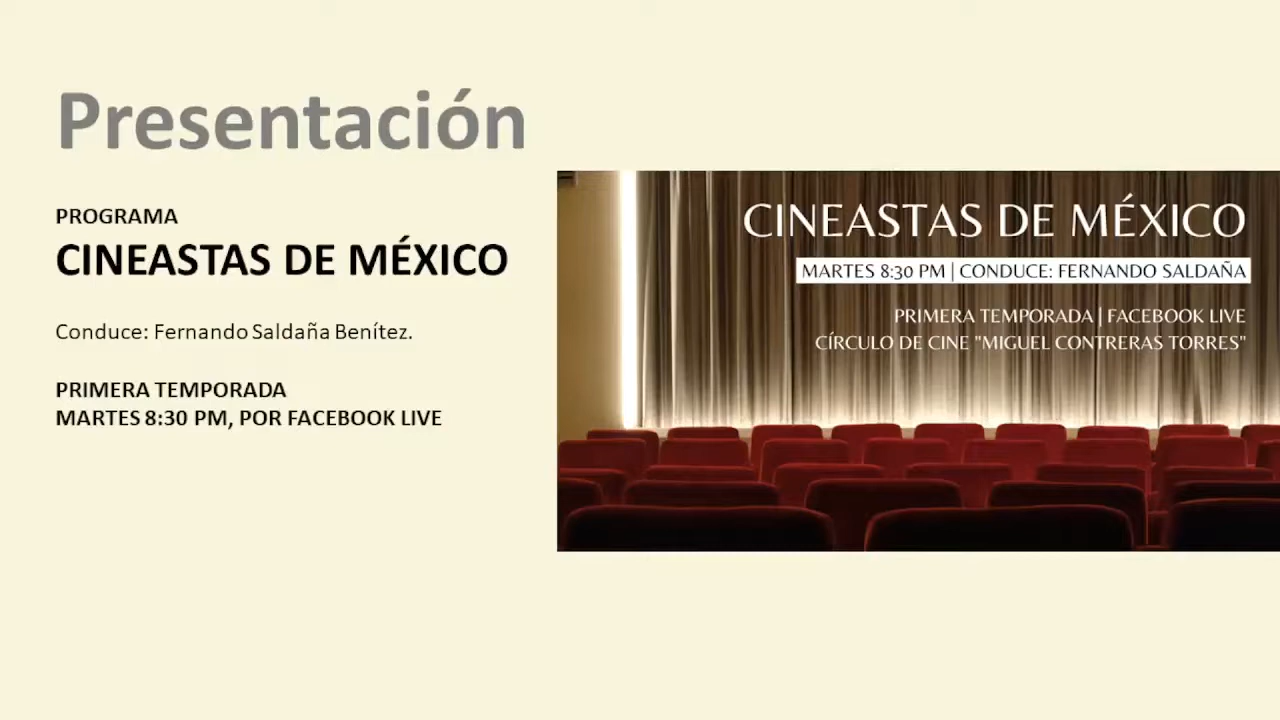 Presentación
PROGRAMA
CINEASTAS DE MÉXICO
Conduce: Fernando Saldaña Benítez.
PRIMERA TEMPORADA
MARTES 8:30 PM, POR FACEBOOK LIVE
CINEASTAS DE MÉXICO
MARTES 8:30 PM | CONDUCE: FERNANDO SALDAÑA
PRIMERA TEMPORADA | FACEBOOK LIVE
CÍRCULO DE CINE "MIGUEL CONTRERAS TORRES"